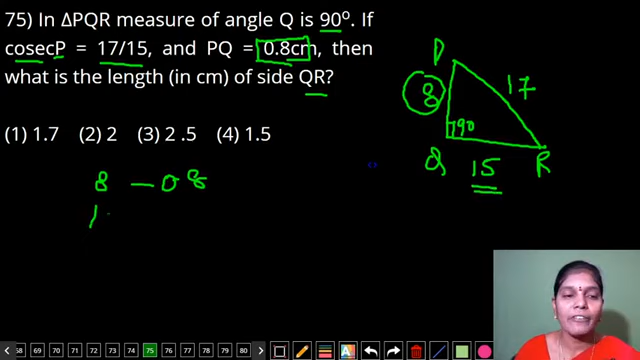 75) In ΔPQR measure of angle Q is 90°. If
cosecP = 17/15, and PQ = 0.8cm, then
what is the length (in cm) of side QR?
(1) 1.7 (2) 2 (3) 2 .5 (4) 1.5
P
8
17
90
Q
15
R
8 — 0 8
1
68 69 70 71 72 73 74 75 76 77 78 79 80 81 82